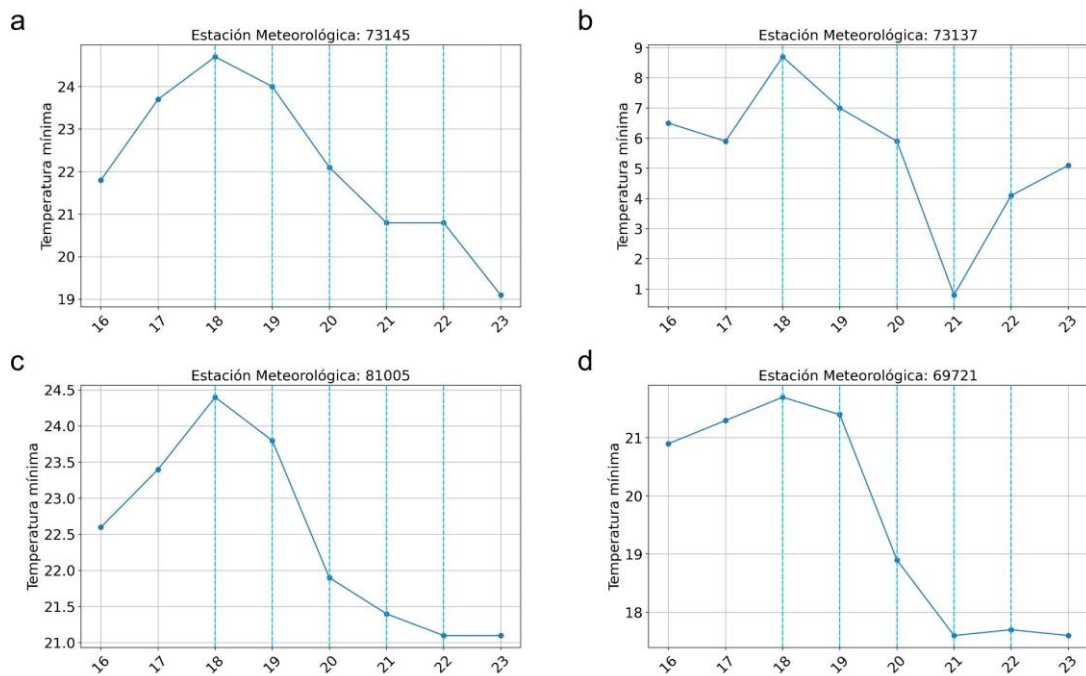 a
Estación Meteorológica: 73145
Temperatura mínima
24
23
22
21
20
19
16 17 18 19 20 21 22 23
b
Estación Meteorológica: 73137
Temperatura mínima
9
8
7
6
5
4
3
2
1
16 17 18 19 20 21 22 23
c
Estación Meteorológica: 81005
Temperatura mínima
24.5
24.0
23.5
23.0
22.5
22.0
21.5
21.0
16 17 18 19 20 21 22 23
d
Estación Meteorológica: 69721
Temperatura mínima
21
20
19
18
16 17 18 19 20 21 22 23